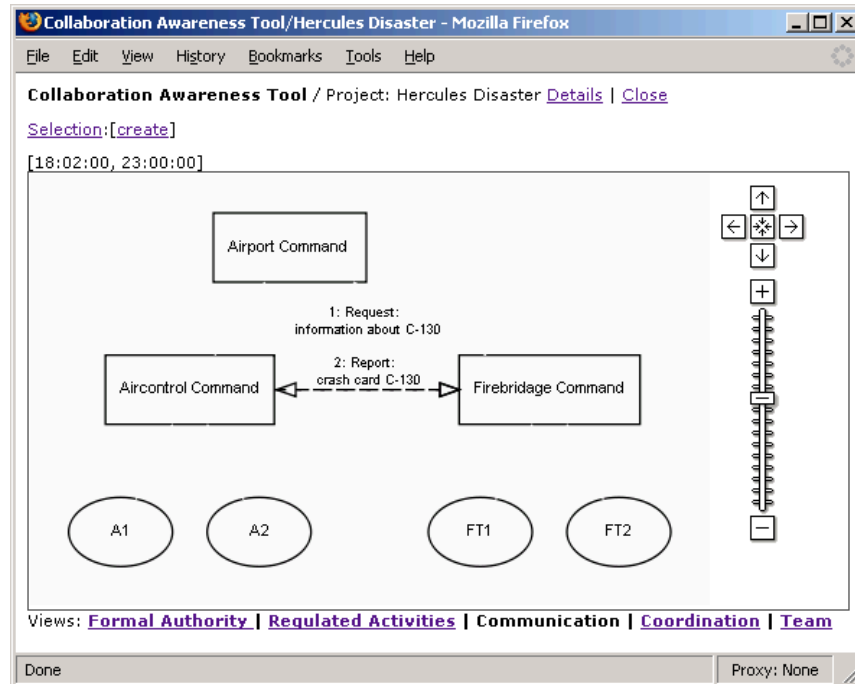 Collaboration Awareness Tool/Hercules Disaster - Mozilla Firefox
File Edit View History Bookmarks Tools Help
Collaboration Awareness Tool / Project: Hercules Disaster Details | Close
Selection:[create]
[18:02:00, 23:00:00]
Airport Command
1: Request:
information about C-130
2: Report:
crash card C-130
Aircontrol Command
Firebridage Command
A1
A2
FT1
FT2
Views: Formal Authority | Regulated Activities | Communication | Coordination | Team
Done
Proxy: None